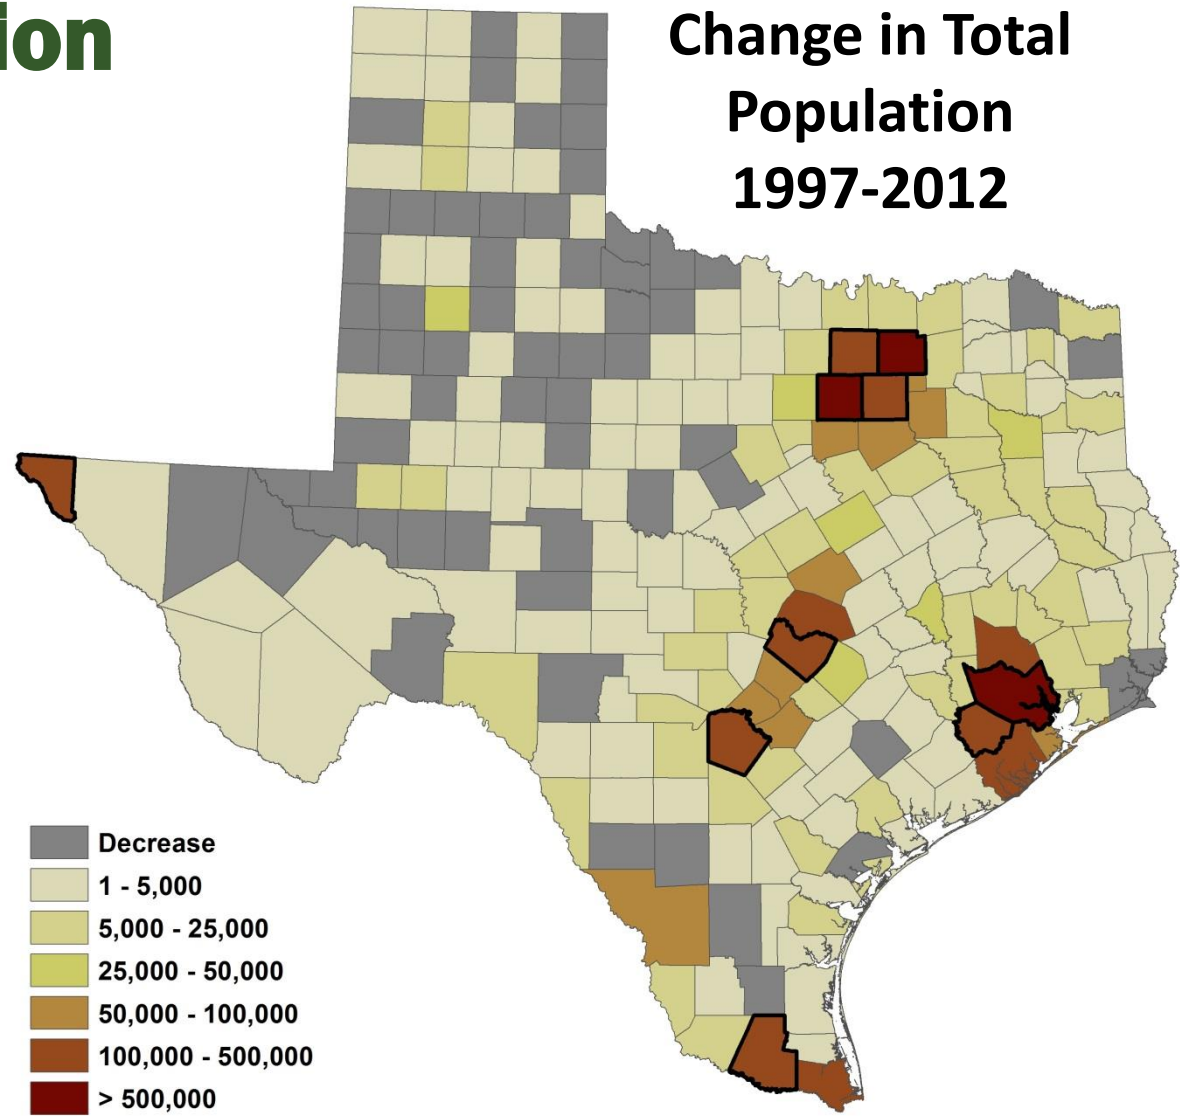 ion
Change in Total
Population
1997-2012
Decrease
1 - 5,000
5,000 - 25,000
25,000 - 50,000
50,000 - 100,000
100,000 - 500,000
> 500,000